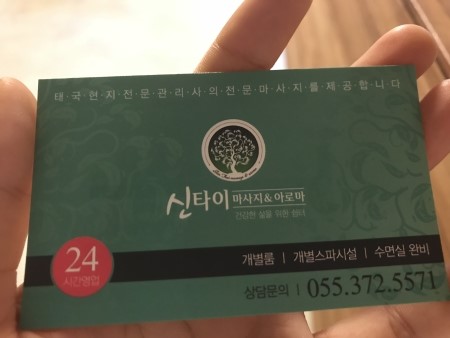 태·국·현·지·전·문·관·리·사·의·전·문·마·사·지·를·제·공·합·니·다
신타이 마사지&아로마
건강한 삶을 위한 쉼터
24
시간영업
개별룸 | 개별스파시설 | 수면실 완비
상담문의 | 055.372.5571